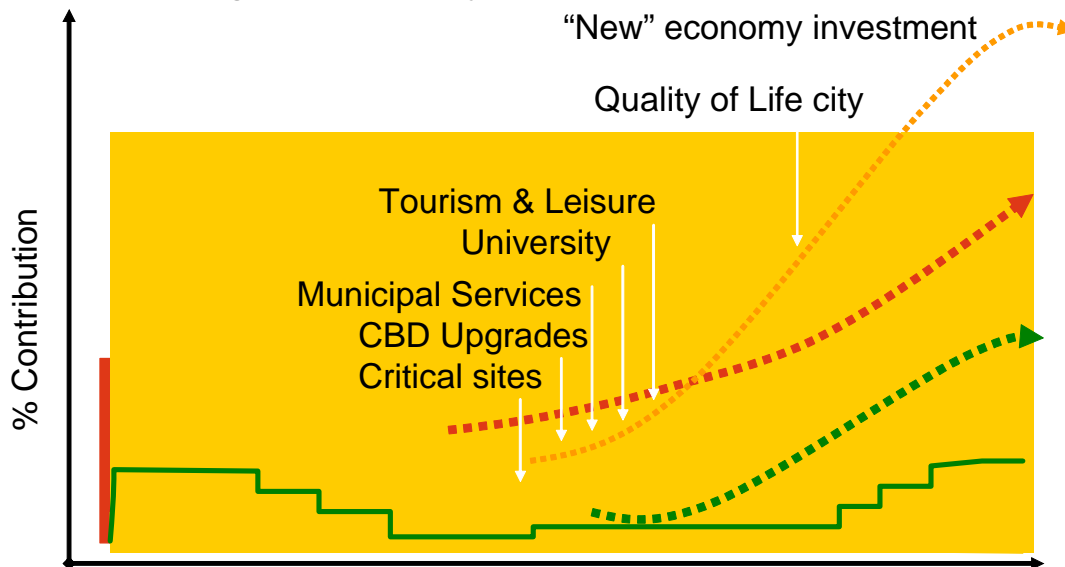 “New” economy investment
Quality of Life city
Tourism & Leisure
University
Municipal Services
CBD Upgrades
Critical sites
% Contribution